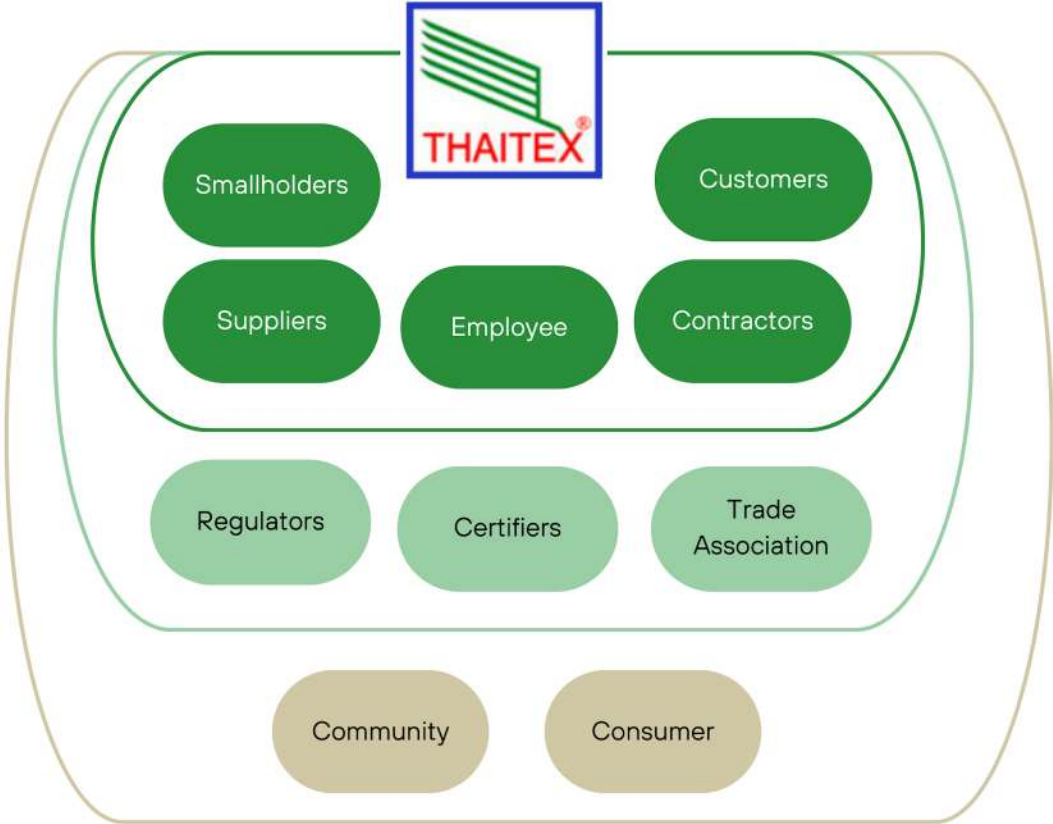 THAITEX®
Smallholders
Customers
Suppliers
Employee
Contractors
Regulators
Certifiers
Trade
Association
Community
Consumer